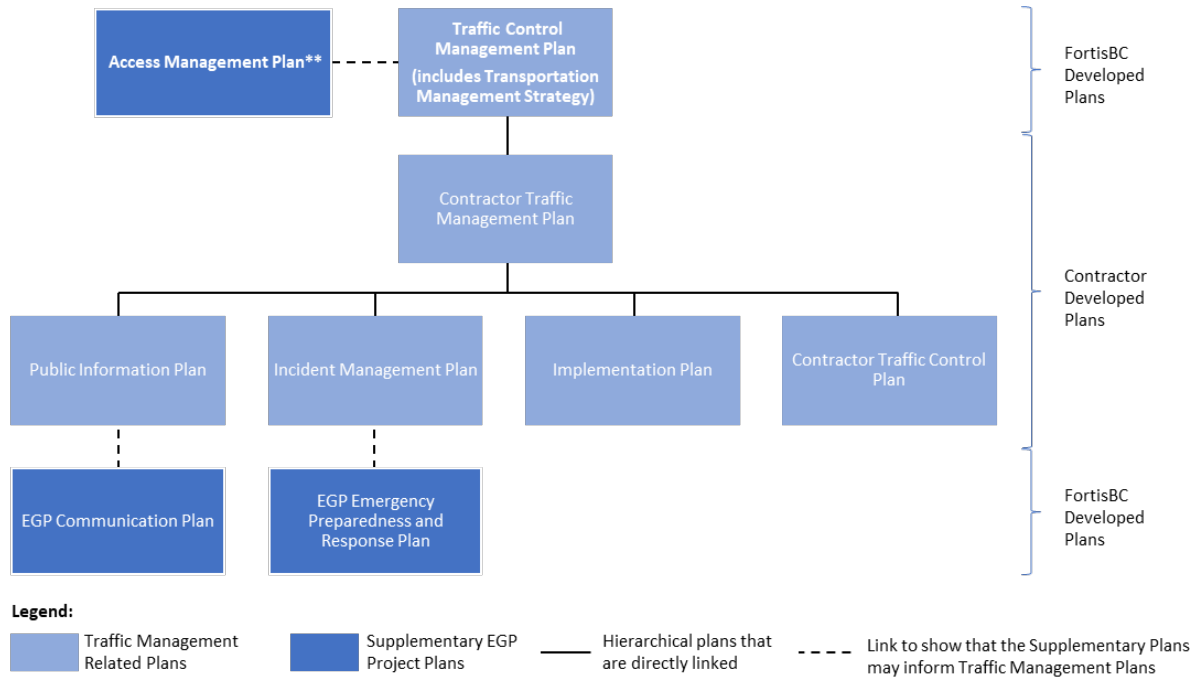 Access Management Plan**
Traffic Control
Management Plan
(includes Transportation
Management Strategy)
FortisBC
Developed
Plans
Contractor Traffic
Management Plan
Contractor
Developed
Plans
Public Information Plan
Incident Management Plan
Implementation Plan
Contractor Traffic Control
Plan
EGP Communication Plan
EGP Emergency
Preparedness and
Response Plan
FortisBC
Developed
Plans
Legend:
Traffic Management
Related Plans
Supplementary EGP
Project Plans
Hierarchical plans that
are directly linked
Link to show that the Supplementary Plans
may inform Traffic Management Plans